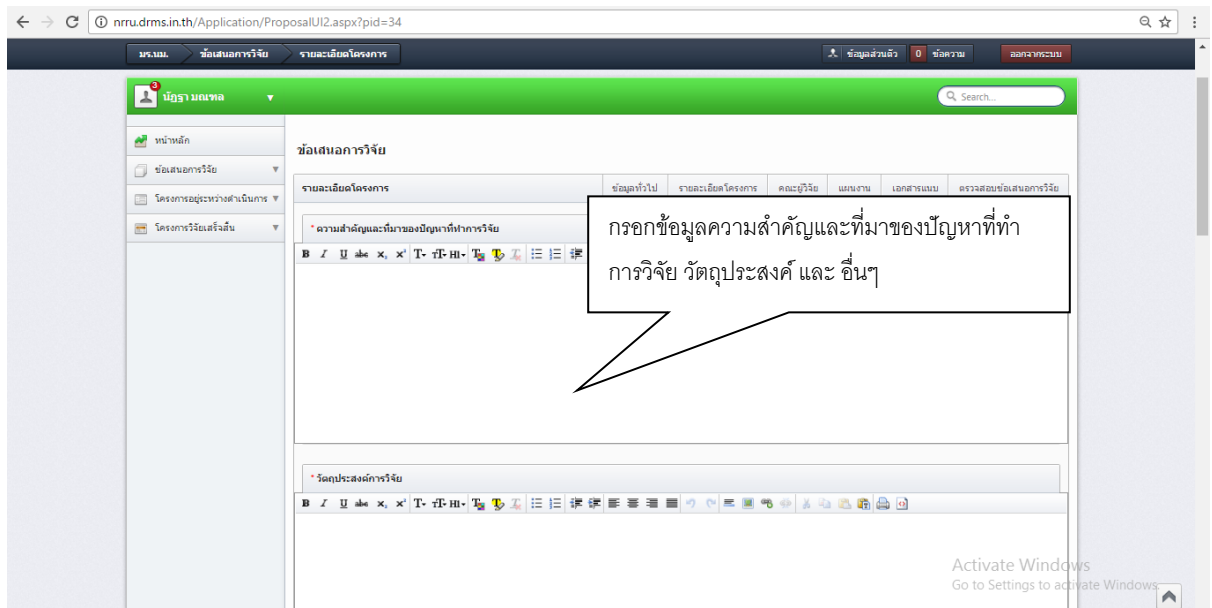 nrru.drms.in.th/Application/ProposalUI2.aspx?pid=34
มร.นม. ข้อเสนอการวิจัย รายละเอียดโครงการ ข้อมูลส่วนตัว 0 ข้อความ ออกจากระบบ
3
นัฏฐา มณฑล Search...
หน้าหลัก
ข้อเสนอการวิจัย
โครงการอยู่ระหว่างดำเนินการ
โครงการวิจัยเสร็จสิ้น
ข้อเสนอการวิจัย
รายละเอียดโครงการ ข้อมูลทั่วไป รายละเอียดโครงการ คณะผู้วิจัย แผนงาน เอกสารแนบ ตรวจสอบข้อเสนอการวิจัย
* ความสำคัญและที่มาของปัญหาที่ทำการวิจัย
กรอกข้อมูลความสำคัญและที่มาของปัญหาที่ทำ
การวิจัย วัตถุประสงค์ และ อื่นๆ
* วัตถุประสงค์การวิจัย
Activate Windows
Go to Settings to activate Windows.